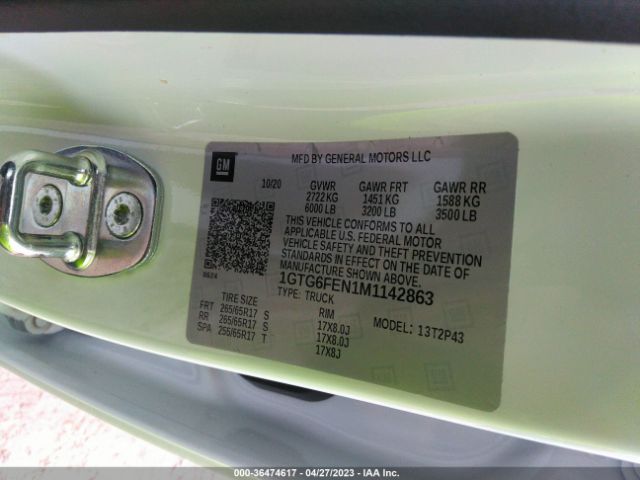 GM MFD BY GENERAL MOTORS LLC
10/20 GVWR GAWR FRT GAWR RR
2722 KG 1451 KG 1588 KG
6000 LB 3200 LB 3500 LB
THIS VEHICLE CONFORMS TO ALL
APPLICABLE U.S. FEDERAL MOTOR
VEHICLE SAFETY AND THEFT PREVENTION
STANDARDS IN EFFECT ON THE DATE OF
MANUFACTURE SHOWN ABOVE.
1GTG6FEN1M1142863
TYPE: TRUCK
TIRE SIZE RIM
FRT 265/65R17 S 17X8.0J
RR 265/65R17 S 17X8.0J
SPA 255/65R17 T 17X8J
MODEL: 13T2P43
000-36474617 - 04/27/2023 - IAA Inc.